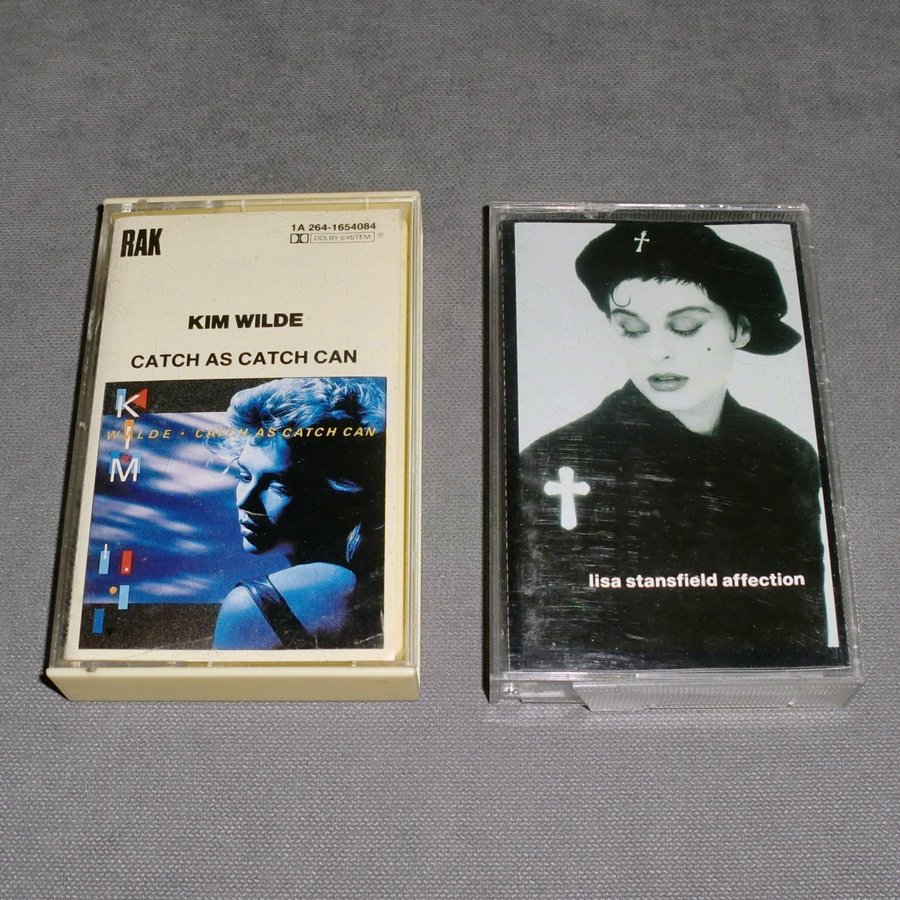 RAK
1A 264-1654084
DOLBY SYSTEM ®
KIM WILDE
CATCH AS CATCH CAN
KIM
WILDE · CATCH AS CATCH CAN
lisa stansfield affection